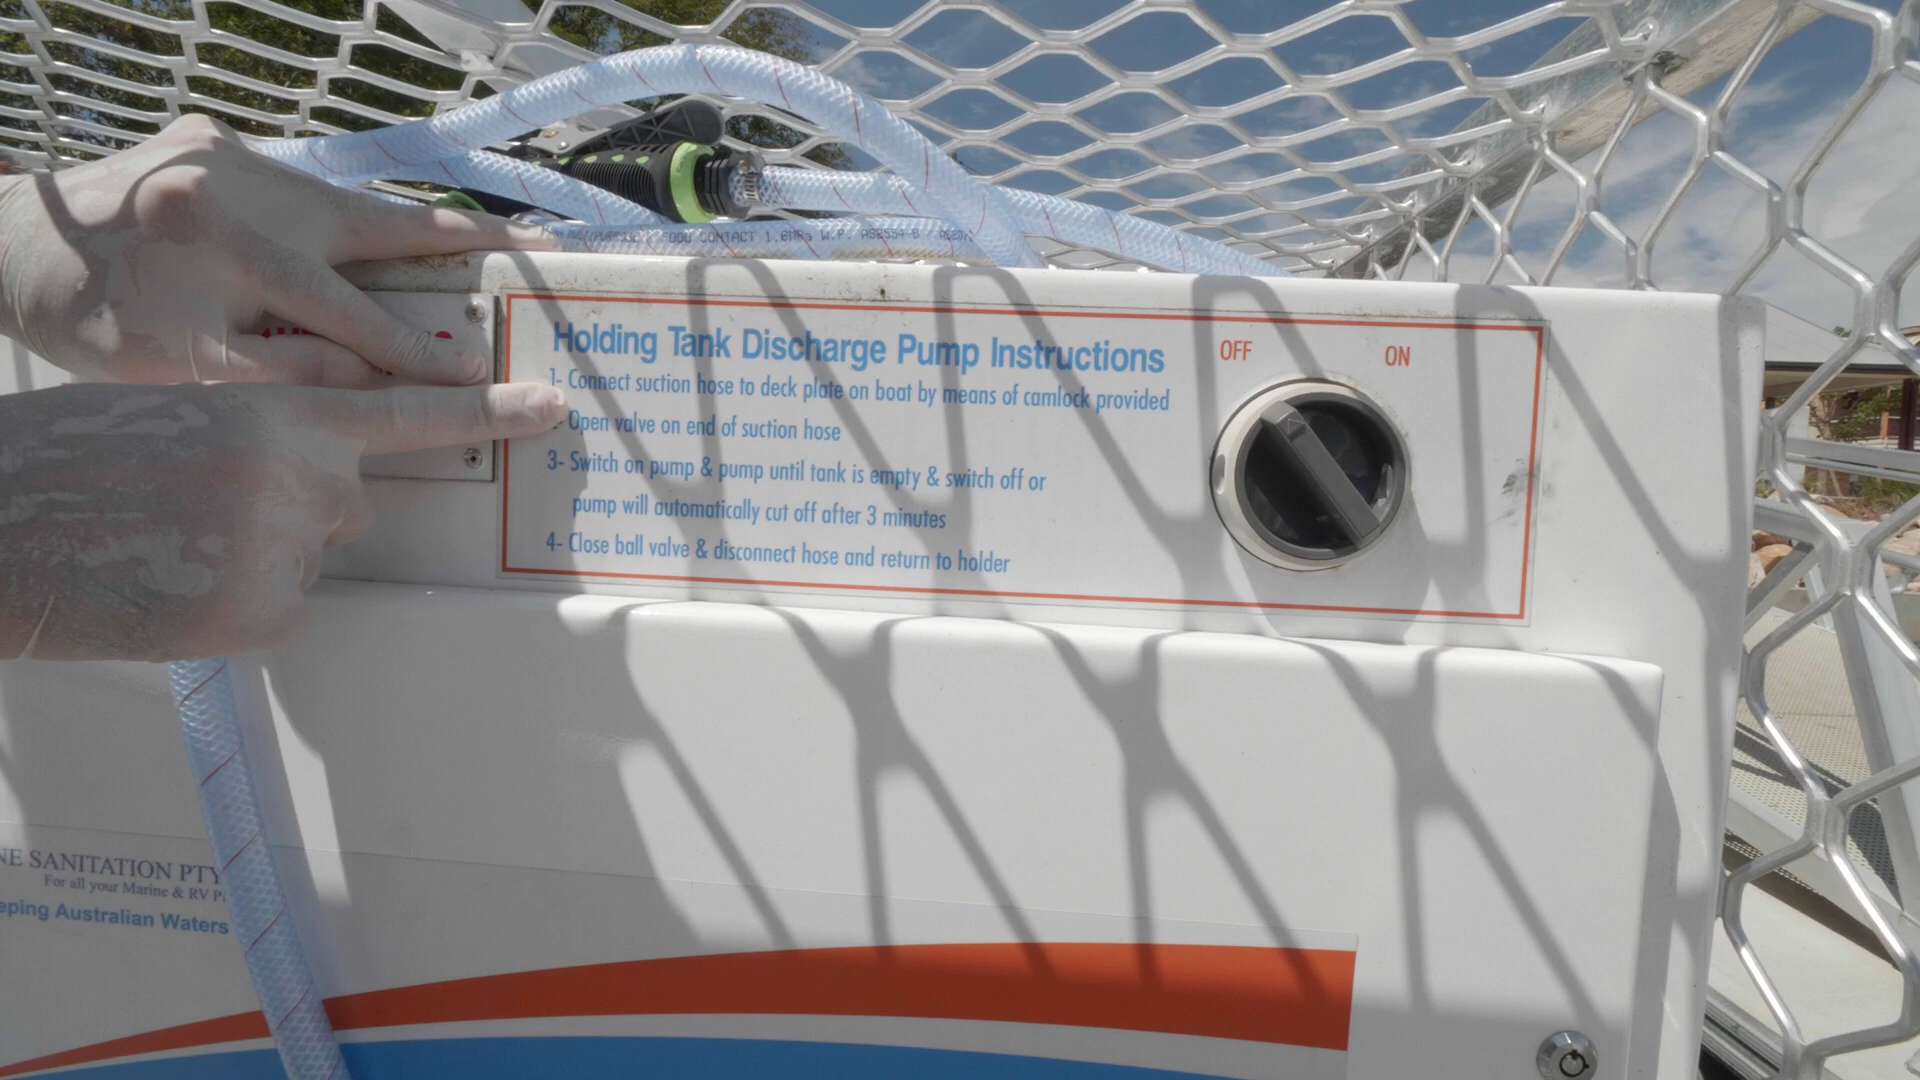 FOOD CONTACT 1.0MPa W.P. AS2554-B
Holding Tank Discharge Pump Instructions
1- Connect suction hose to deck plate on boat by means of camlock provided
Open valve on end of suction hose
3- Switch on pump & pump until tank is empty & switch off or
pump will automatically cut off after 3 minutes
4- Close ball valve & disconnect hose and return to holder
OFF
ON
NE SANITATION PTY
For all your Marine & RV P
eping Australian Waters